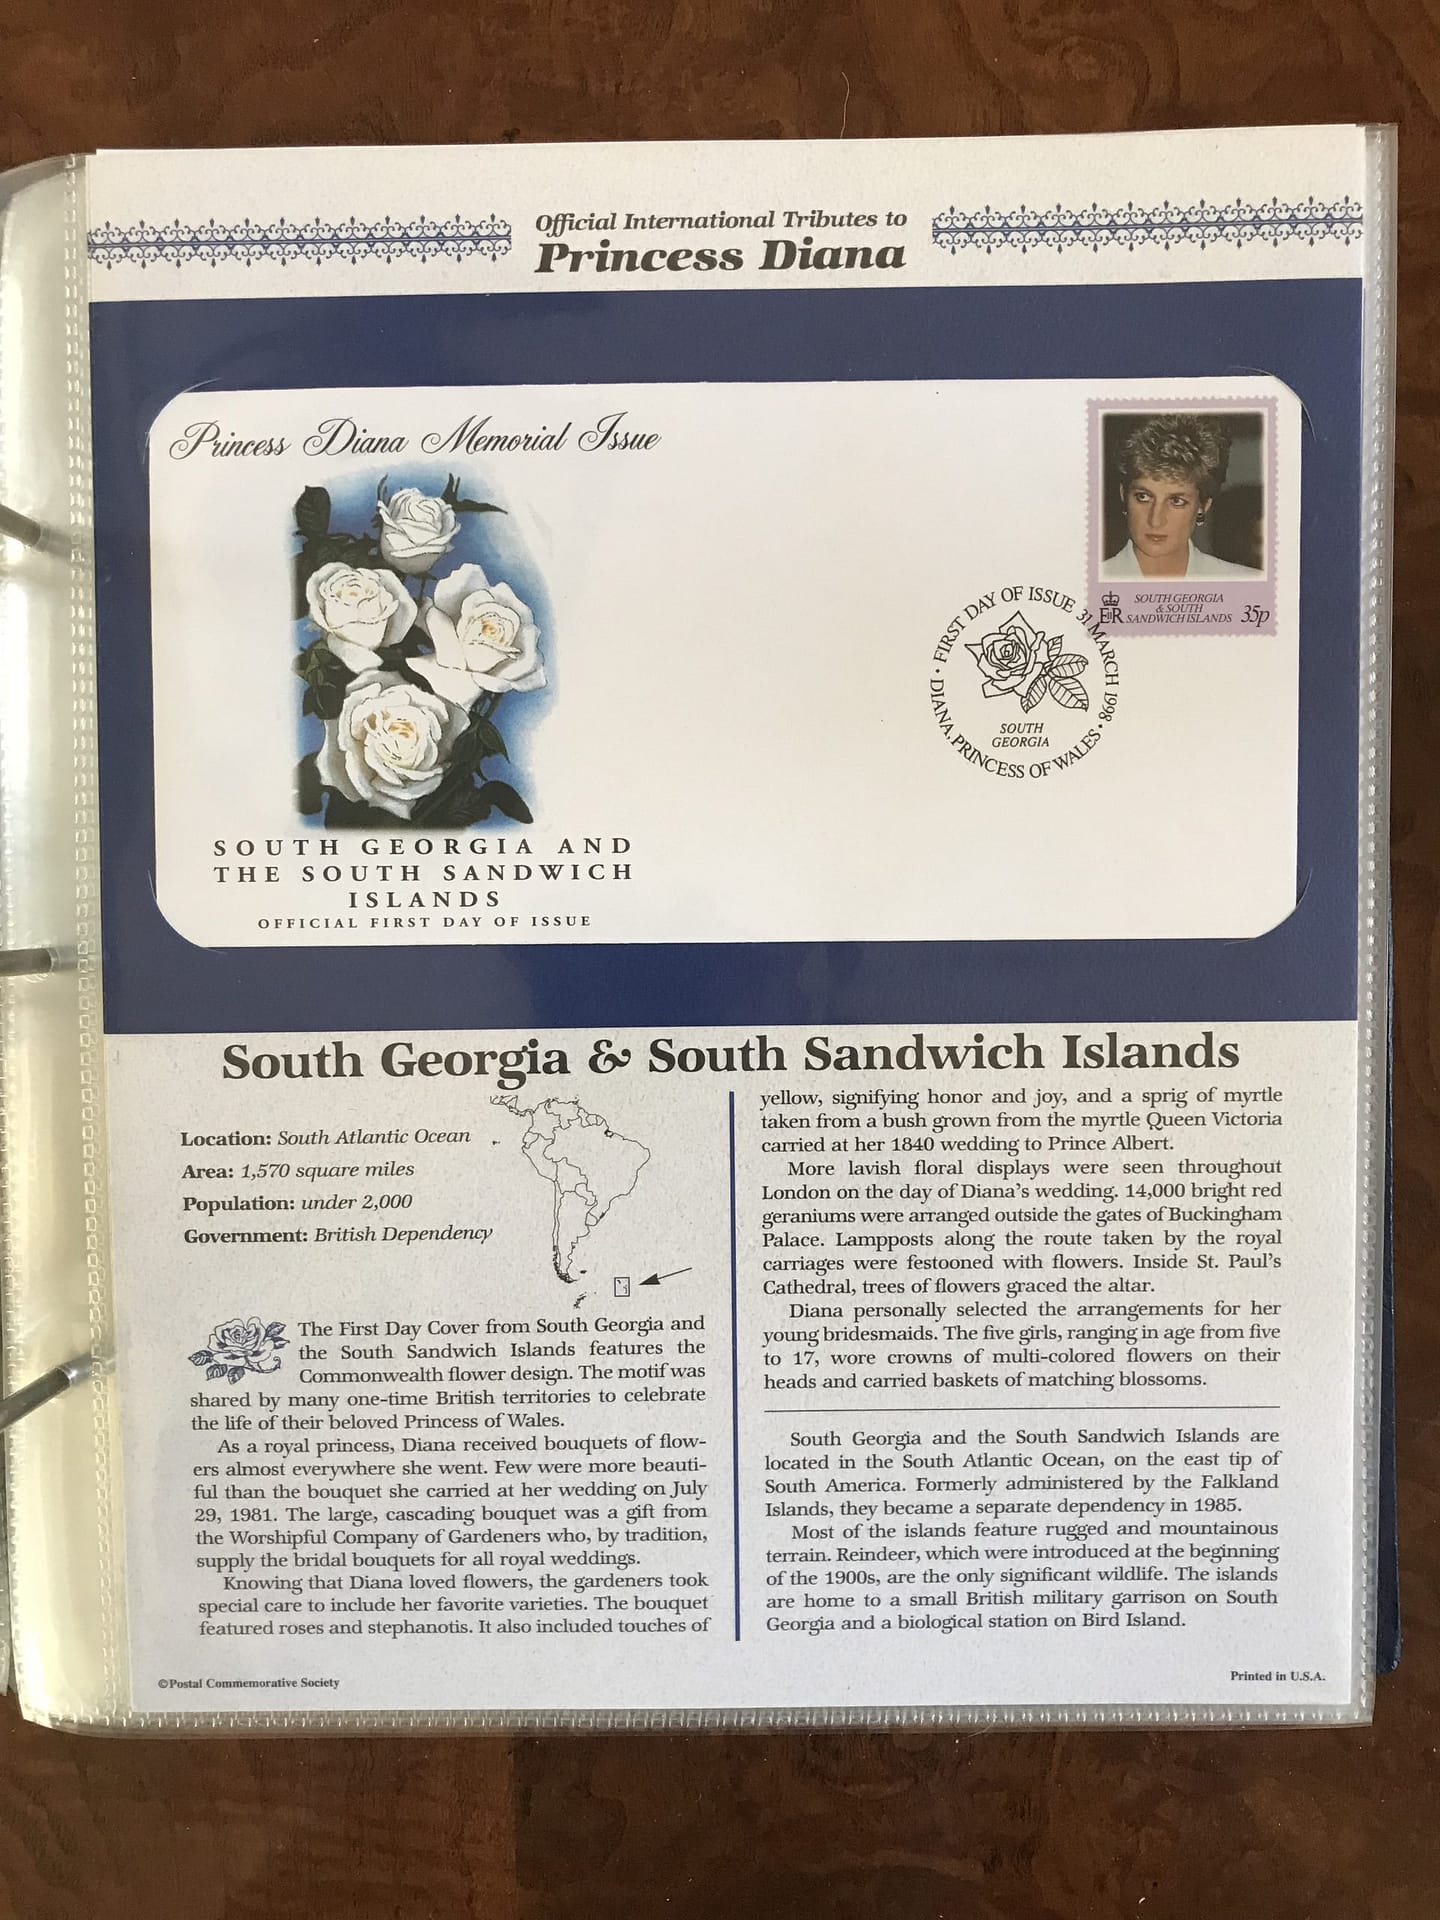 Official International Tributes to
Princess Diana
Princess Diana Memorial Issue
SOUTH GEORGIA
& SOUTH
SANDWICH ISLANDS
EIIR
35p
· FIRST DAY OF ISSUE 31 MARCH 1998 ·
DIANA, PRINCESS OF WALES
SOUTH
GEORGIA
SOUTH GEORGIA AND
THE SOUTH SANDWICH
ISLANDS
OFFICIAL FIRST DAY OF ISSUE
South Georgia & South Sandwich Islands
Location: South Atlantic Ocean
Area: 1,570 square miles
Population: under 2,000
Government: British Dependency
The First Day Cover from South Georgia and
the South Sandwich Islands features the
Commonwealth flower design. The motif was
shared by many one-time British territories to celebrate
the life of their beloved Princess of Wales.
As a royal princess, Diana received bouquets of flow-
ers almost everywhere she went. Few were more beauti-
ful than the bouquet she carried at her wedding on July
29, 1981. The large, cascading bouquet was a gift from
the Worshipful Company of Gardeners who, by tradition,
supply the bridal bouquets for all royal weddings.
Knowing that Diana loved flowers, the gardeners took
special care to include her favorite varieties. The bouquet
featured roses and stephanotis. It also included touches of
yellow, signifying honor and joy, and a sprig of myrtle
taken from a bush grown from the myrtle Queen Victoria
carried at her 1840 wedding to Prince Albert.
More lavish floral displays were seen throughout
London on the day of Diana's wedding. 14,000 bright red
geraniums were arranged outside the gates of Buckingham
Palace. Lampposts along the route taken by the royal
carriages were festooned with flowers. Inside St. Paul's
Cathedral, trees of flowers graced the altar.
Diana personally selected the arrangements for her
young bridesmaids. The five girls, ranging in age from five
to 17, wore crowns of multi-colored flowers on their
heads and carried baskets of matching blossoms.
South Georgia and the South Sandwich Islands are
located in the South Atlantic Ocean, on the east tip of
South America. Formerly administered by the Falkland
Islands, they became a separate dependency in 1985.
Most of the islands feature rugged and mountainous
terrain. Reindeer, which were introduced at the beginning
of the 1900s, are the only significant wildlife. The islands
are home to a small British military garrison on South
Georgia and a biological station on Bird Island.
©Postal Commemorative Society
Printed in U.S.A.